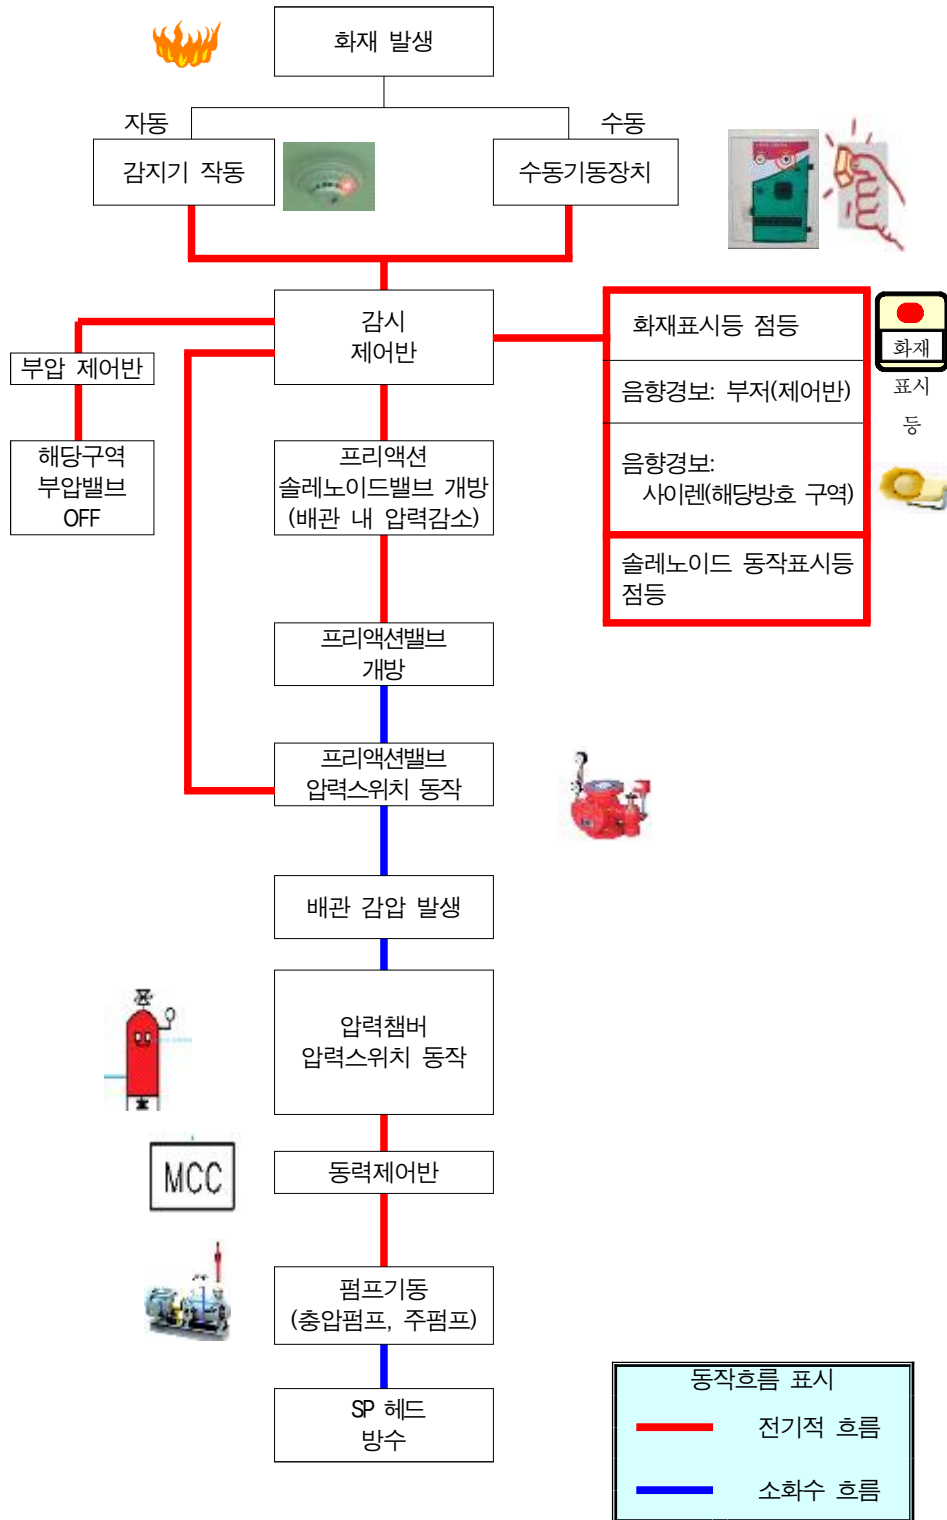 화재 발생
자동
수동
감지기 작동
수동기동장치
감시
제어반
화재표시등 점등
화재
표시
등
부압 제어반
음향경보: 부저(제어반)
해당구역
부압밸브
OFF
프리액션
솔레노이드밸브 개방
(배관 내 압력감소)
음향경보:
사이렌(해당방호 구역)
솔레노이드 동작표시등
점등
프리액션밸브
개방
프리액션밸브
압력스위치 동작
배관 감압 발생
압력챔버
압력스위치 동작
MCC
동력제어반
펌프기동
(충압펌프, 주펌프)
SP 헤드
방수
동작흐름 표시
전기적 흐름
소화수 흐름